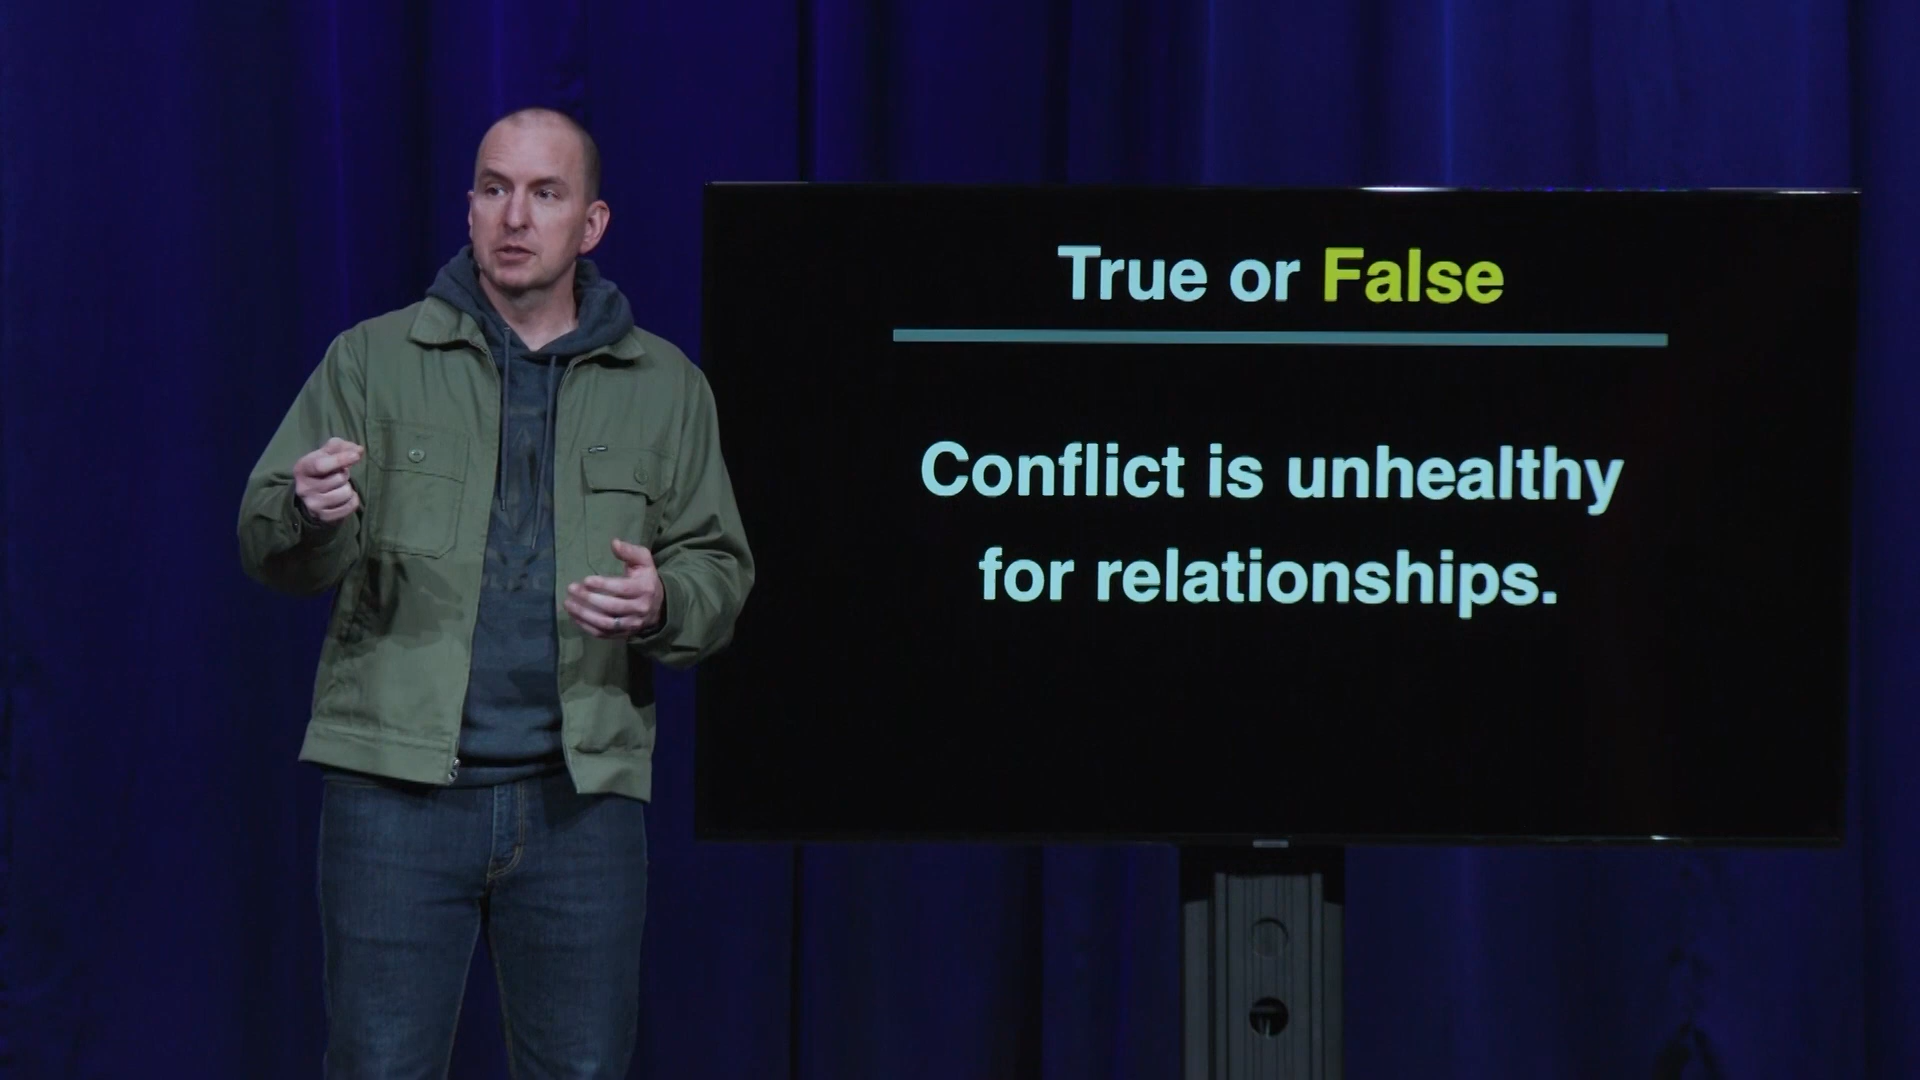 True or False
Conflict is unhealthy
for relationships.